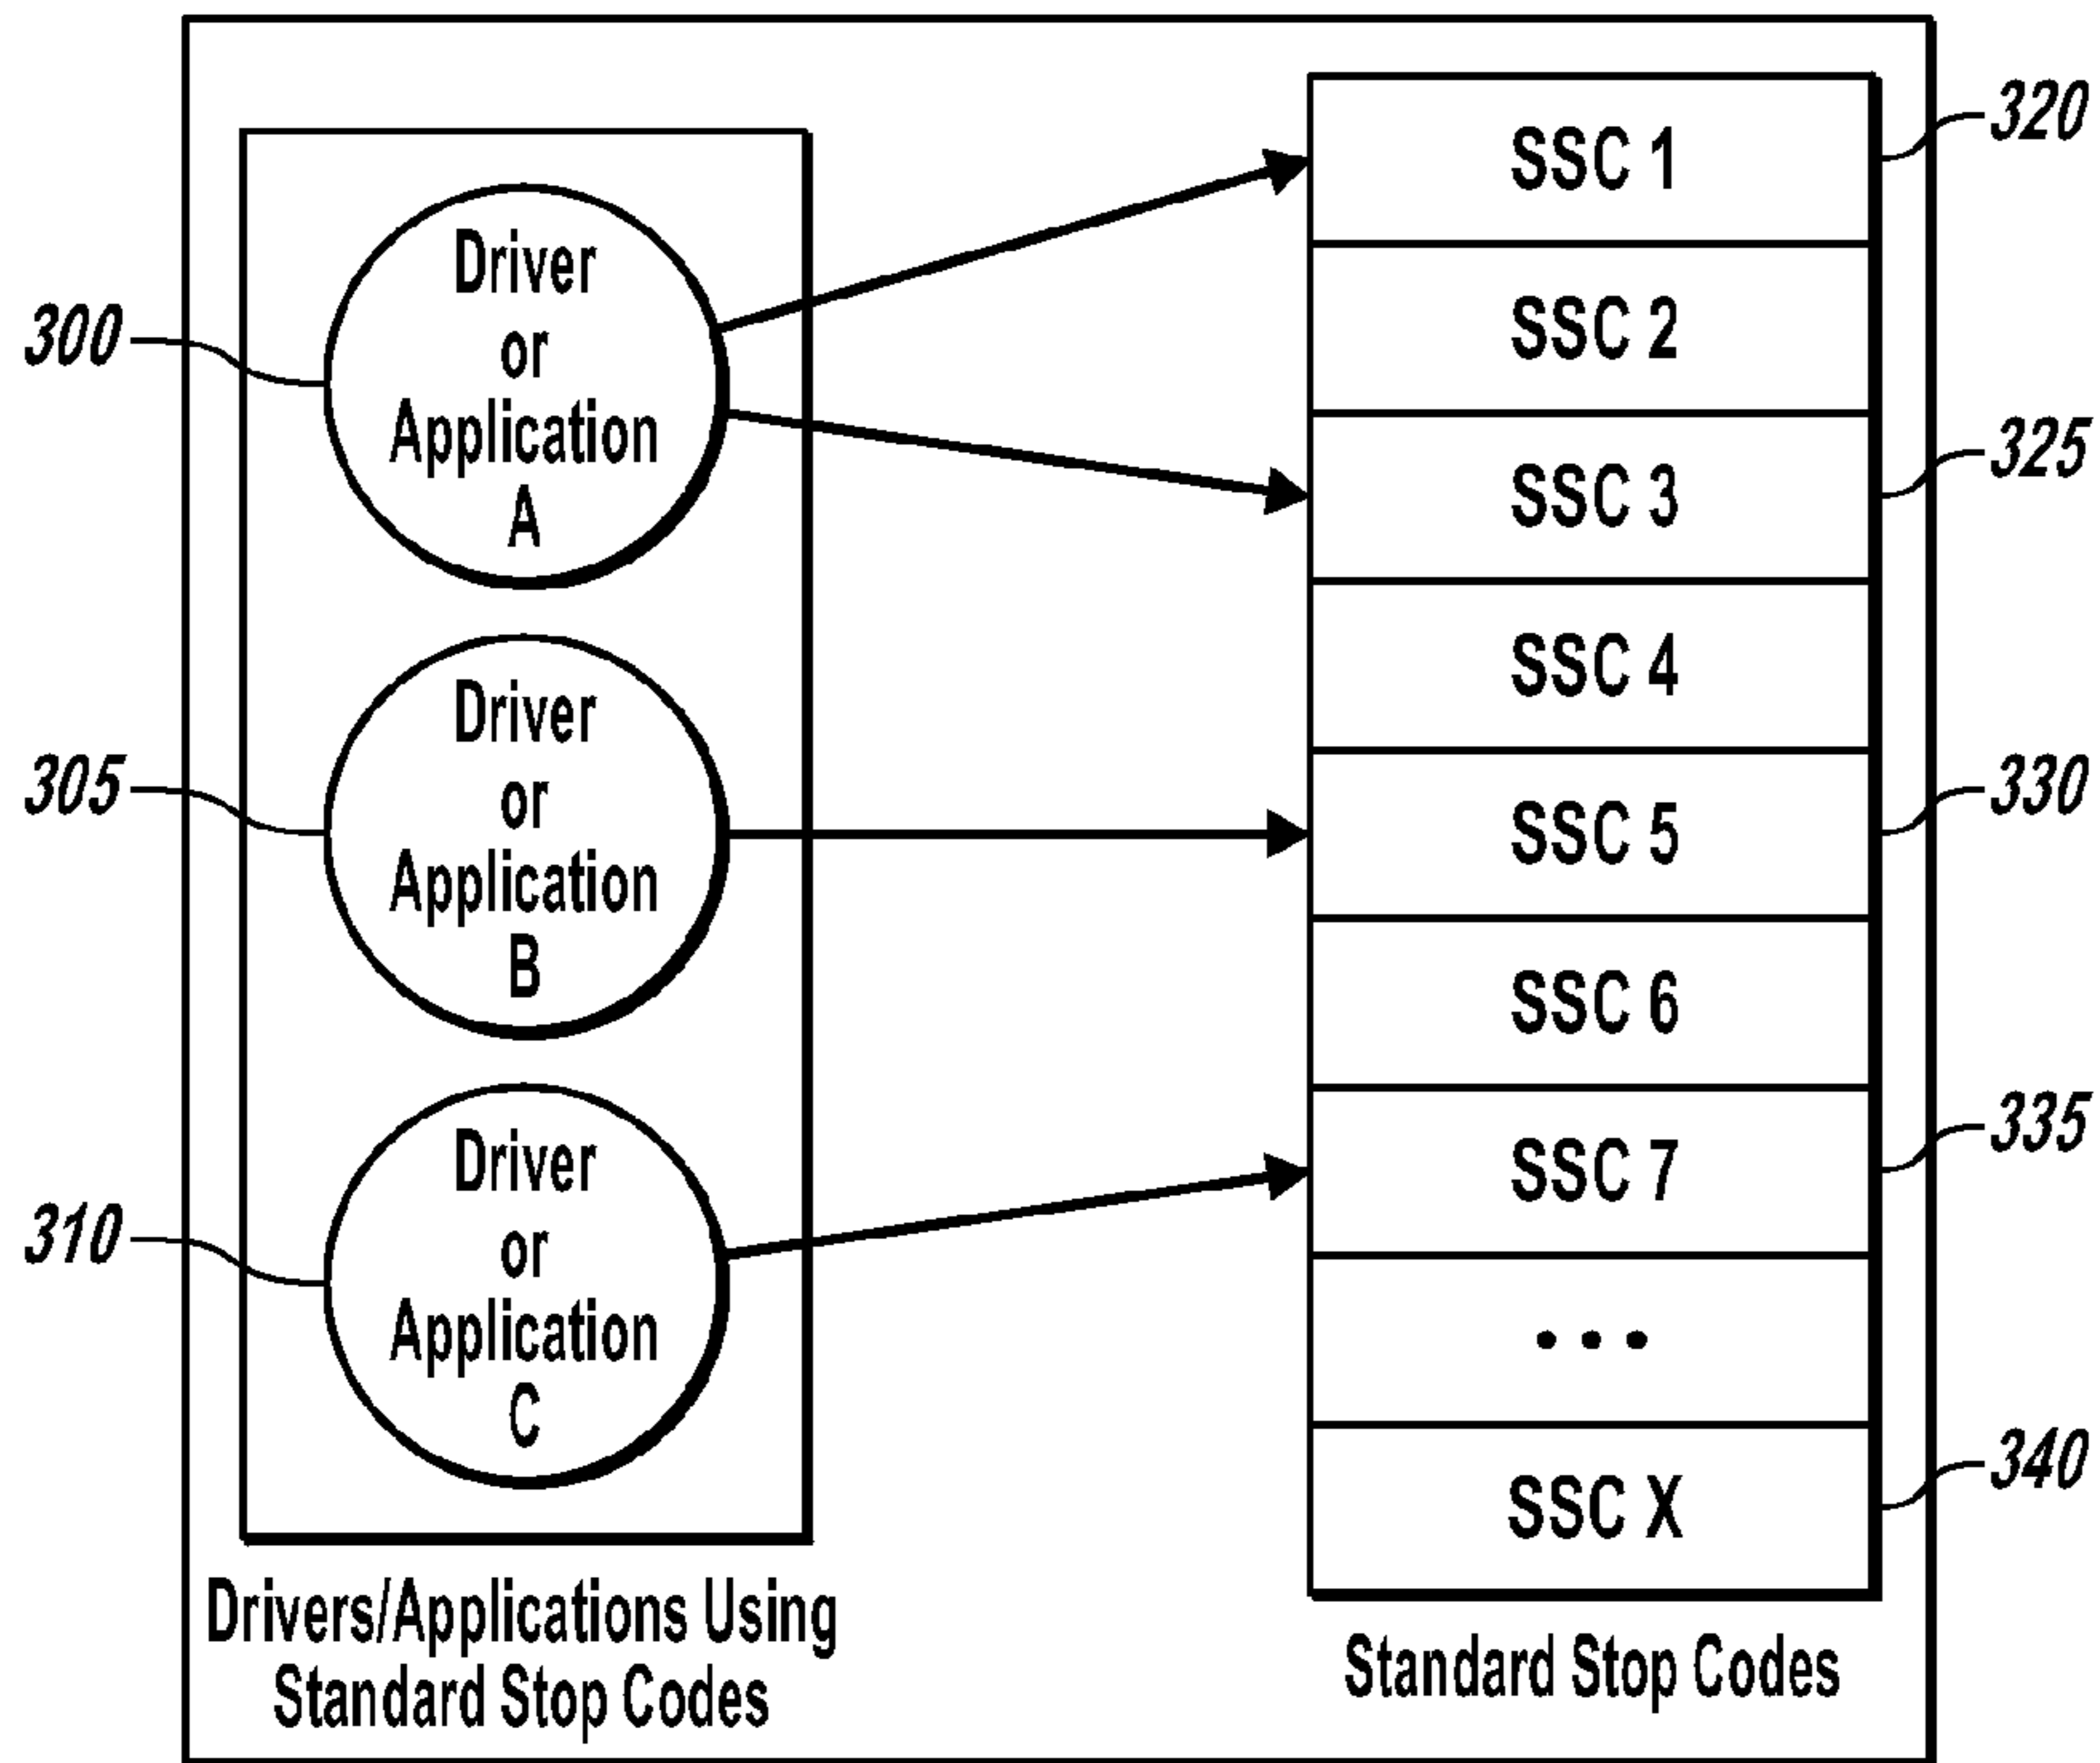 300
Driver
or
Application
A
305
Driver
or
Application
B
310
Driver
or
Application
C
Drivers/Applications Using
Standard Stop Codes
SSC 1
320
SSC 2
SSC 3
325
SSC 4
SSC 5
330
SSC 6
SSC 7
335
...
SSC X
340
Standard Stop Codes